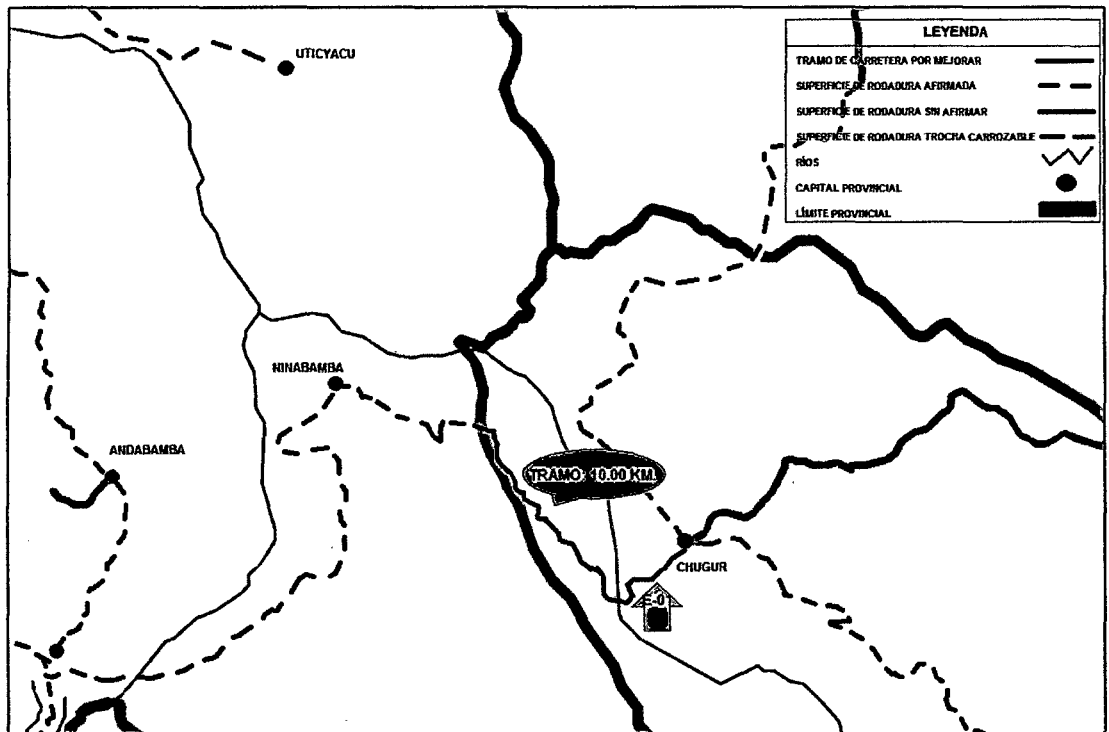 LEYENDA
TRAMO DE CARRETERA POR MEJORAR
SUPERFICIE DE RODADURA AFIRMADA
SUPERFICIE DE RODADURA SIN AFIRMAR
SUPERFICIE DE RODADURA TROCHA CARROZABLE
RÍOS
CAPITAL PROVINCIAL
LÍMITE PROVINCIAL
UTICYACU
NINABAMBA
ANDABAMBA
TRAMO: 10.00 KM.
CHUGUR
E-0